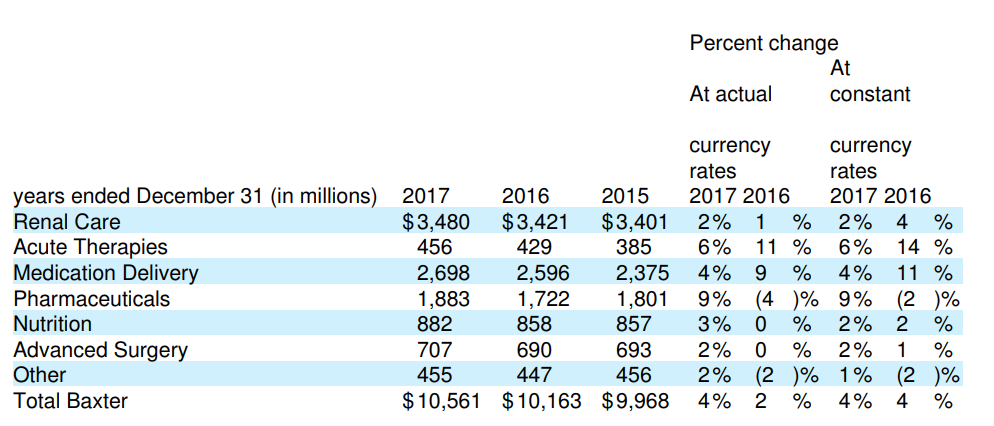 Percent change
At
At actual constant
currency currency
rates rates
years ended December 31 (in millions) 2017 2016 2015 2017 2016 2017 2016
Renal Care $3,480 $3,421 $3,401 2% 1 % 2% 4 %
Acute Therapies 456 429 385 6% 11 % 6% 14 %
Medication Delivery 2,698 2,596 2,375 4% 9 % 4% 11 %
Pharmaceuticals 1,883 1,722 1,801 9% (4 )% 9% (2 )%
Nutrition 882 858 857 3% 0 % 2% 2 %
Advanced Surgery 707 690 693 2% 0 % 2% 1 %
Other 455 447 456 2% (2 )% 1% (2 )%
Total Baxter $10,561 $10,163 $9,968 4% 2 % 4% 4 %